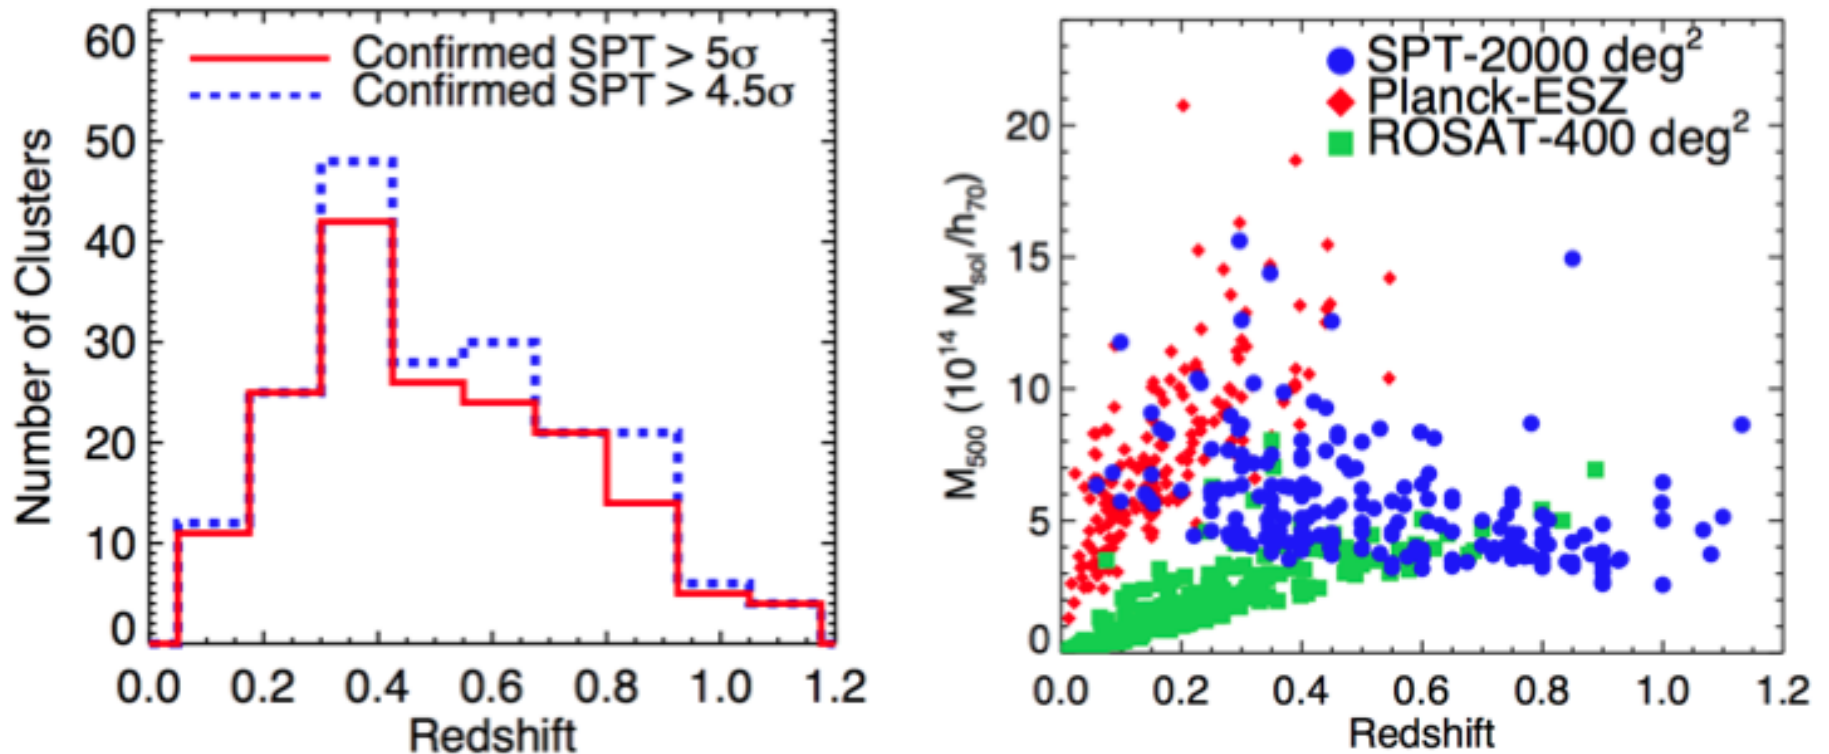 60
50
40
30
20
10
0
Number of Clusters
Confirmed SPT > 5σ
Confirmed SPT > 4.5σ
0.0 0.2 0.4 0.6 0.8 1.0 1.2
Redshift
20
15
10
5
0
M₅₀₀ (10¹⁴ Mₛₒₗ/h₇₀)
SPT-2000 deg²
Planck-ESZ
ROSAT-400 deg²
0.0 0.2 0.4 0.6 0.8 1.0 1.2
Redshift